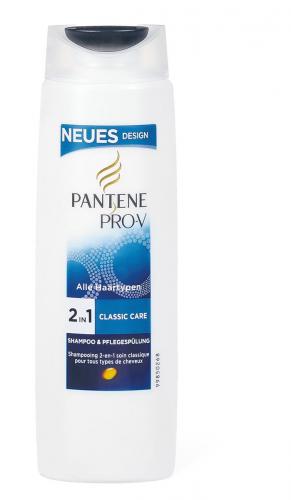 NEUES DESIGN
PANTENE
PRO-V
Alle Haartypen
2 IN 1 CLASSIC CARE
SHAMPOO & PFLEGESPÜLUNG
Shampooing 2-en-1 soin classique
pour tous types de cheveux
99850268